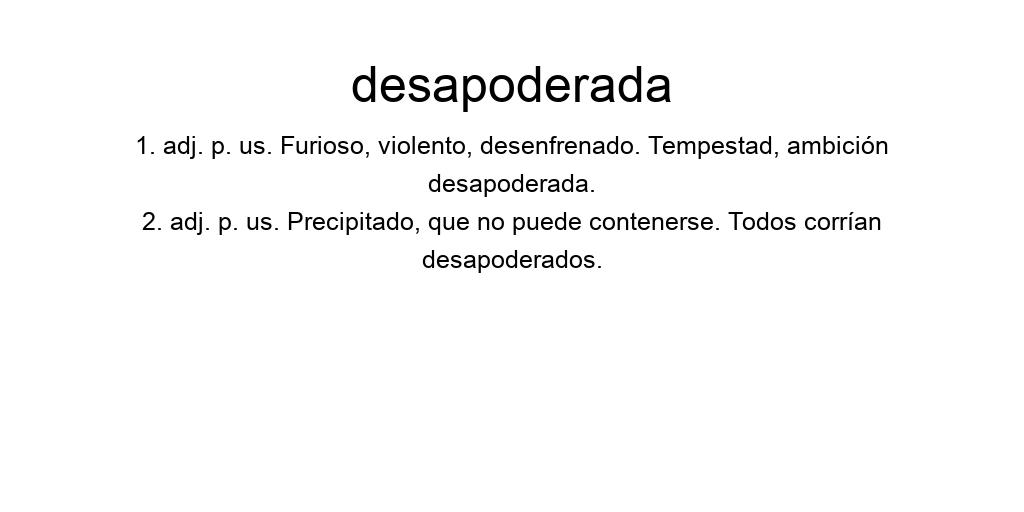 desapoderada
1. adj. p. us. Furioso, violento, desenfrenado. Tempestad, ambición
desapoderada.
2. adj. p. us. Precipitado, que no puede contenerse. Todos corrían
desapoderados.